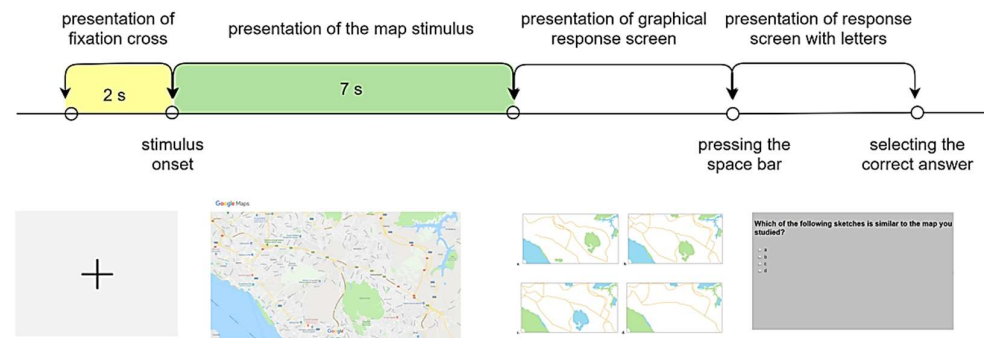 presentation of
fixation cross
presentation of the map stimulus
presentation of graphical
response screen
presentation of response
screen with letters
2 s
7 s
stimulus
onset
pressing the
space bar
selecting the
correct answer
Google Maps
Google
Which of the following sketches is similar to the map you
studied?
a
b
c
d